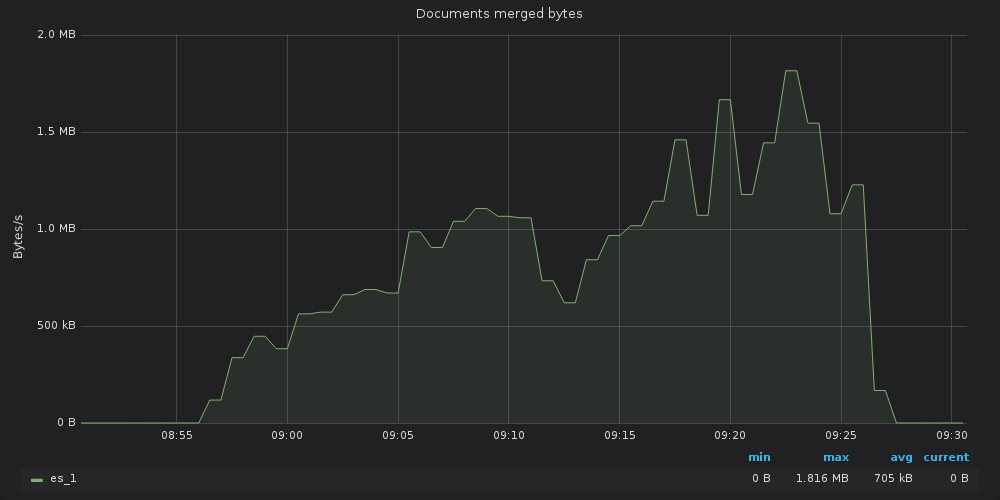 Documents merged bytes
2.0 MB
1.5 MB
1.0 MB
500 kB
0 B
Bytes/s
08:55 09:00 09:05 09:10 09:15 09:20 09:25 09:30
min max avg current
es_1 0 B 1.816 MB 705 kB 0 B